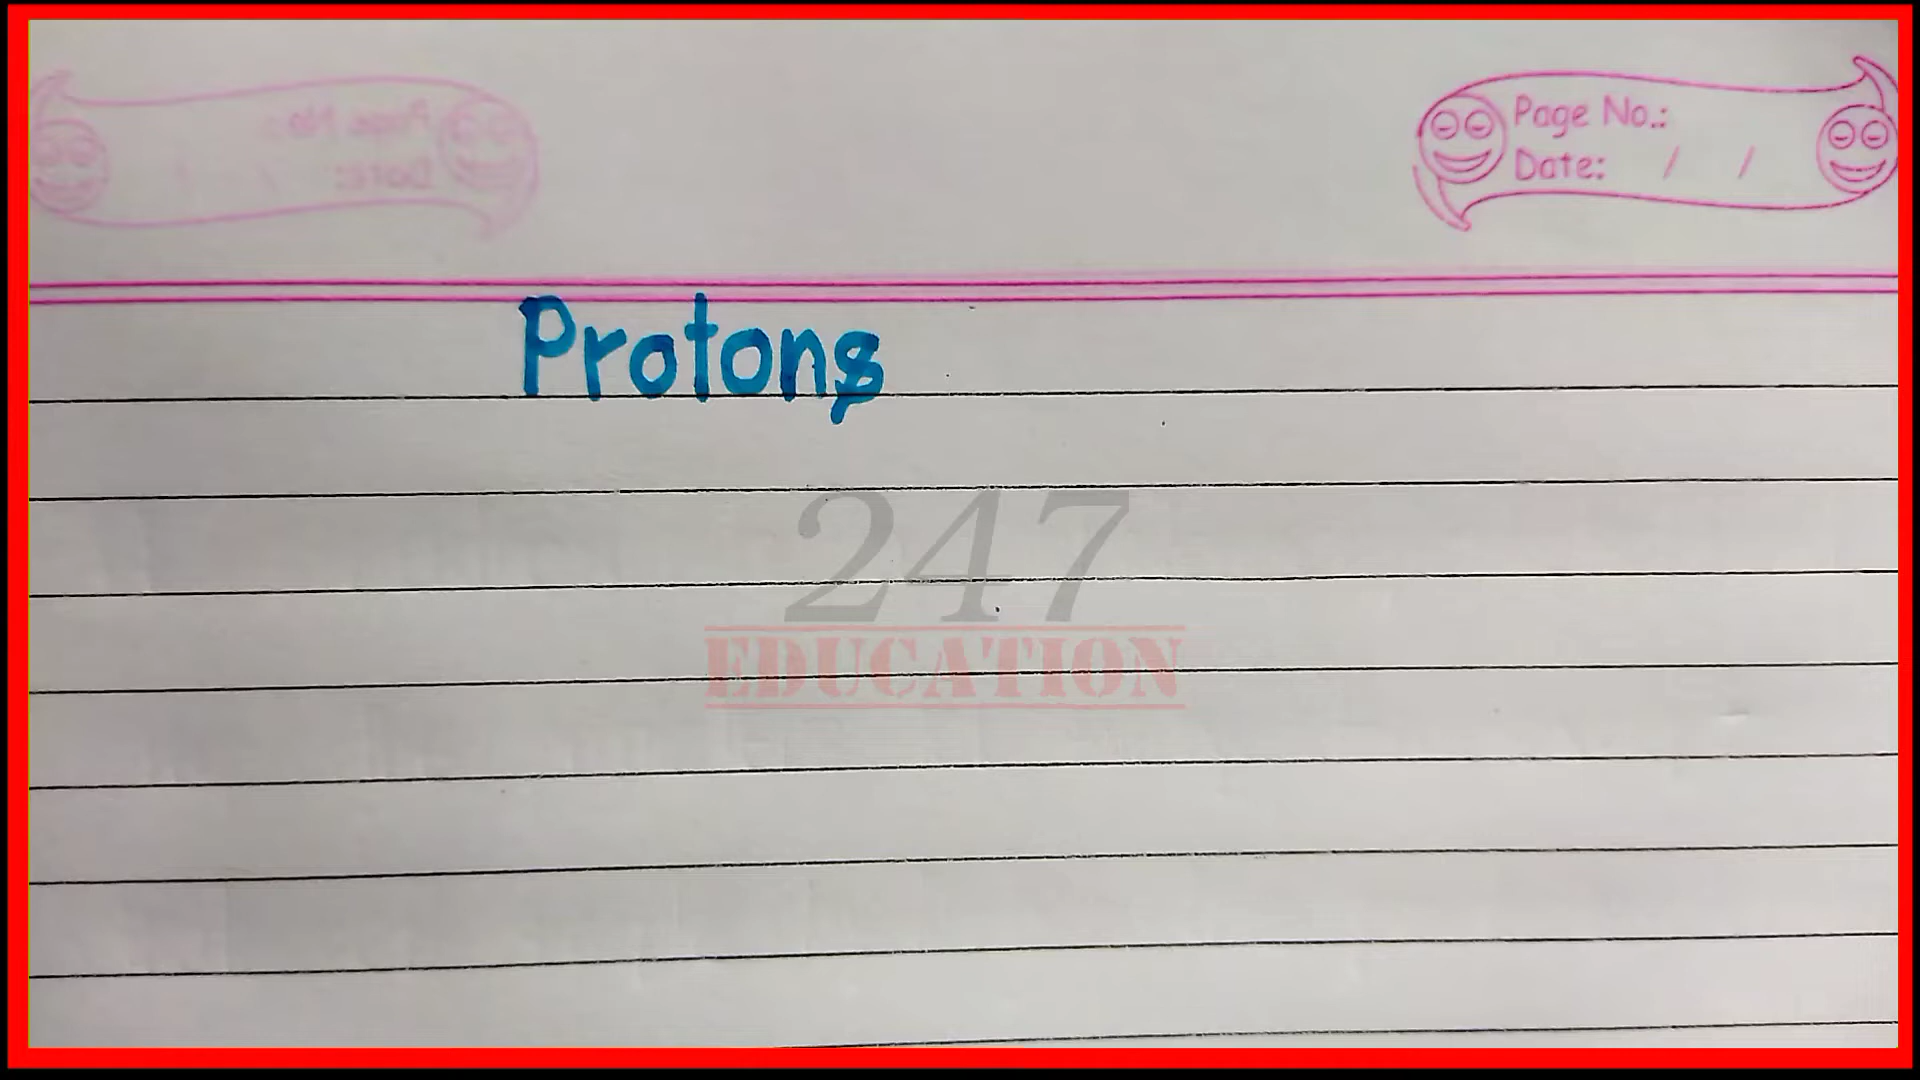 Page No.:
Date: / /
Protons,
247
EDUCATION